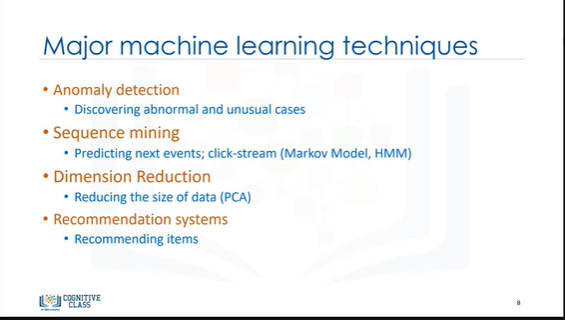 Major machine learning techniques
• Anomaly detection
• Discovering abnormal and unusual cases
• Sequence mining
• Predicting next events; click-stream (Markov Model, HMM)
• Dimension Reduction
• Reducing the size of data (PCA)
• Recommendation systems
• Recommending items
COGNITIVE
CLASS
8